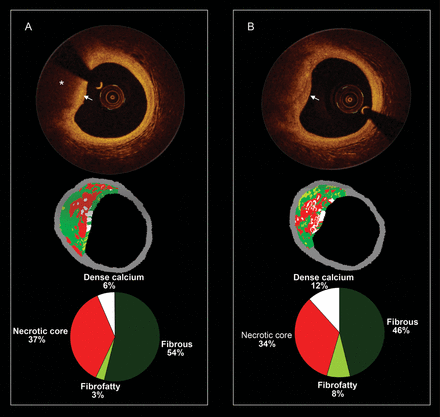 A
*
Dense calcium
6%
Necrotic core
37%
Fibrous
54%
Fibrofatty
3%
B
Dense calcium
12%
Necrotic core
34%
Fibrous
46%
Fibrofatty
8%